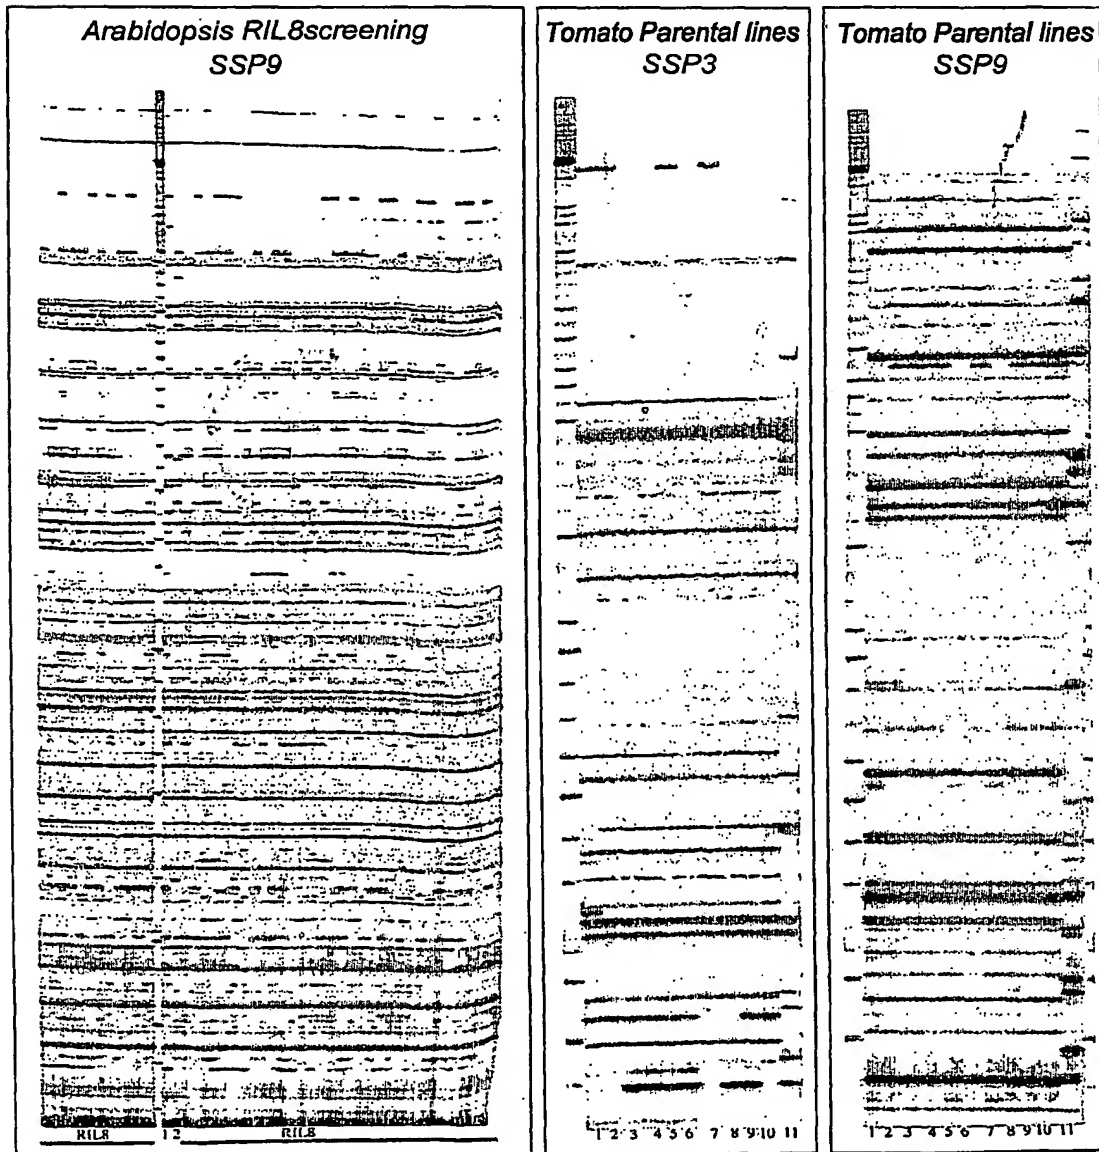 Arabidopsis RIL8screening
SSP9
Tomato Parental lines
SSP3
Tomato Parental lines
SSP9
RIL8 1 2 RIL8
1 2 3 4 5 6 7 8 9 10 11
1 2 3 4 5 6 7 8 9 10 11